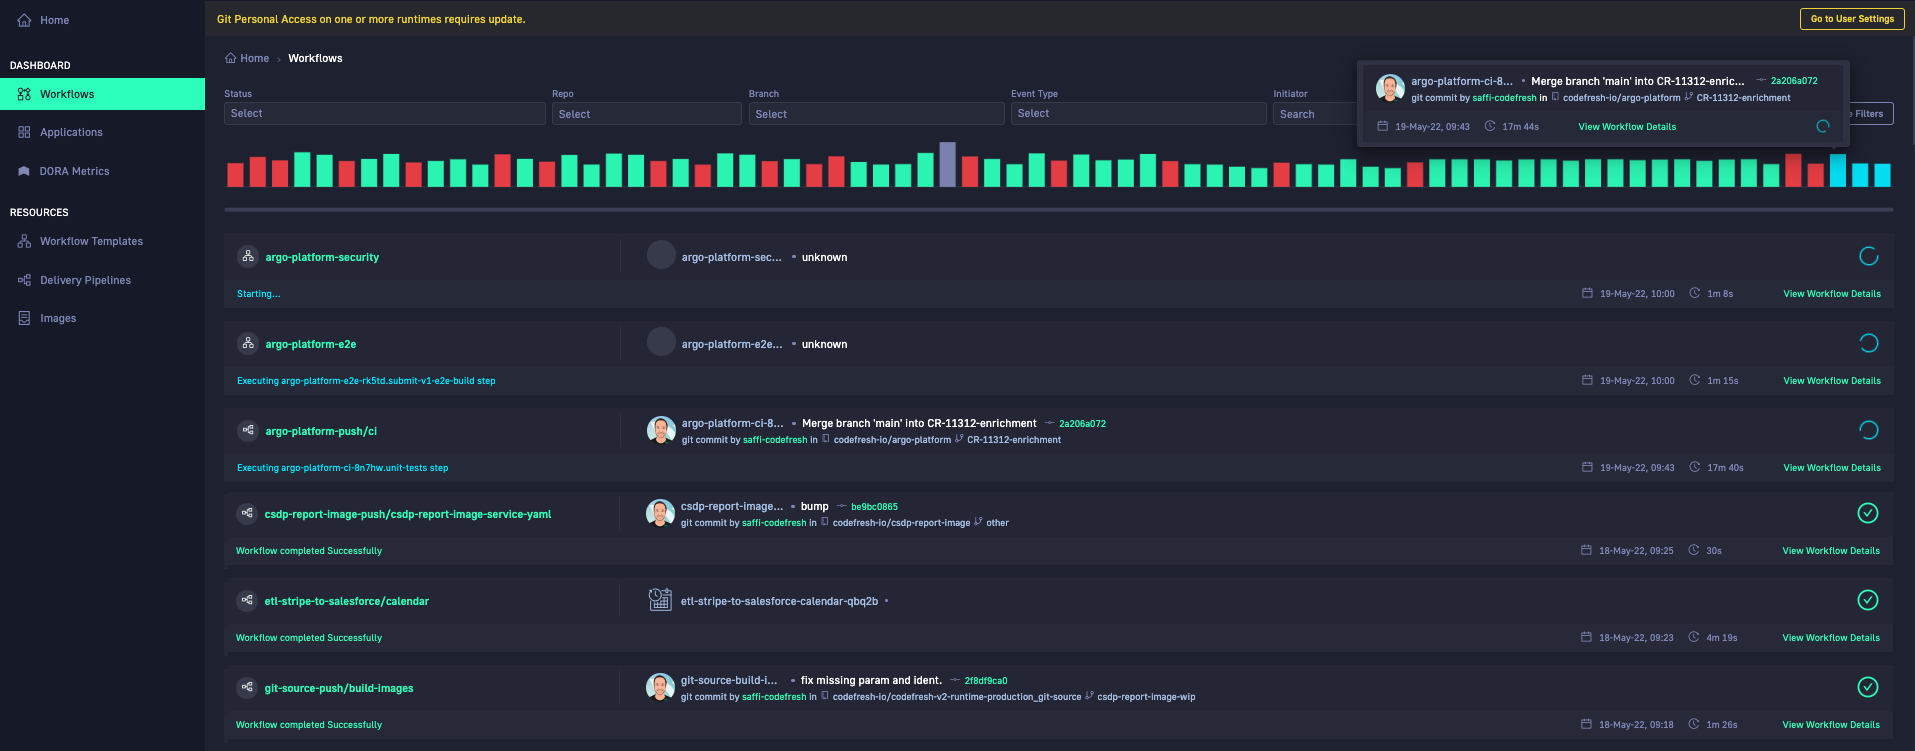 Home
DASHBOARD
Workflows
Applications
DORA Metrics
RESOURCES
Workflow Templates
Delivery Pipelines
Images
Git Personal Access on one or more runtimes requires update.
Go to User Settings
Home > Workflows
Status
Select
Repo
Select
Branch
Select
Event Type
Select
Initiator
Search
Filters
argo-platform-ci-8... • Merge branch 'main' into CR-11312-enric... 2a206a072
git commit by saffi-codefresh in codefresh-io/argo-platform CR-11312-enrichment
19-May-22, 09:43 17m 44s View Workflow Details
argo-platform-security argo-platform-sec... • unknown
Starting... 19-May-22, 10:00 1m 8s View Workflow Details
argo-platform-e2e argo-platform-e2e... • unknown
Executing argo-platform-e2e-rk5td.submit-v1-e2e-build step 19-May-22, 10:00 1m 15s View Workflow Details
argo-platform-push/ci argo-platform-ci-8... • Merge branch 'main' into CR-11312-enrichment 2a206a072
git commit by saffi-codefresh in codefresh-io/argo-platform CR-11312-enrichment
Executing argo-platform-ci-8n7hw.unit-tests step 19-May-22, 09:43 17m 40s View Workflow Details
csdp-report-image-push/csdp-report-image-service-yaml csdp-report-image... • bump be9bc0865
git commit by saffi-codefresh in codefresh-io/csdp-report-image other
Workflow completed Successfully 18-May-22, 09:25 30s View Workflow Details
etl-stripe-to-salesforce/calendar etl-stripe-to-salesforce-calendar-qbq2b •
Workflow completed Successfully 18-May-22, 09:23 4m 19s View Workflow Details
git-source-push/build-images git-source-build-i... • fix missing param and ident. 2f8df9ca0
git commit by saffi-codefresh in codefresh-io/codefresh-v2-runtime-production_git-source csdp-report-image-wip
Workflow completed Successfully 18-May-22, 09:18 1m 26s View Workflow Details